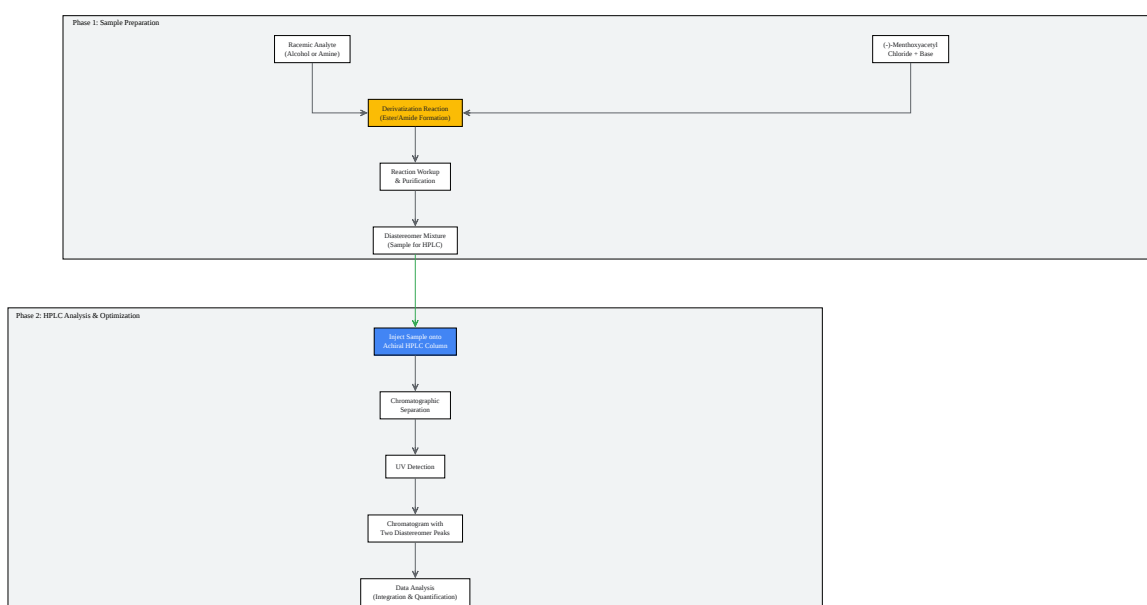 Phase 1: Sample Preparation
Racemic Analyte
(Alcohol or Amine)
(-)-Menthoxyacetyl
Chloride + Base
Derivatization Reaction
(Ester/Amide Formation)
Reaction Workup
& Purification
Diastereomer Mixture
(Sample for HPLC)
Phase 2: HPLC Analysis & Optimization
Inject Sample onto
Achiral HPLC Column
Chromatographic
Separation
UV Detection
Chromatogram with
Two Diastereomer Peaks
Data Analysis
(Integration & Quantification)